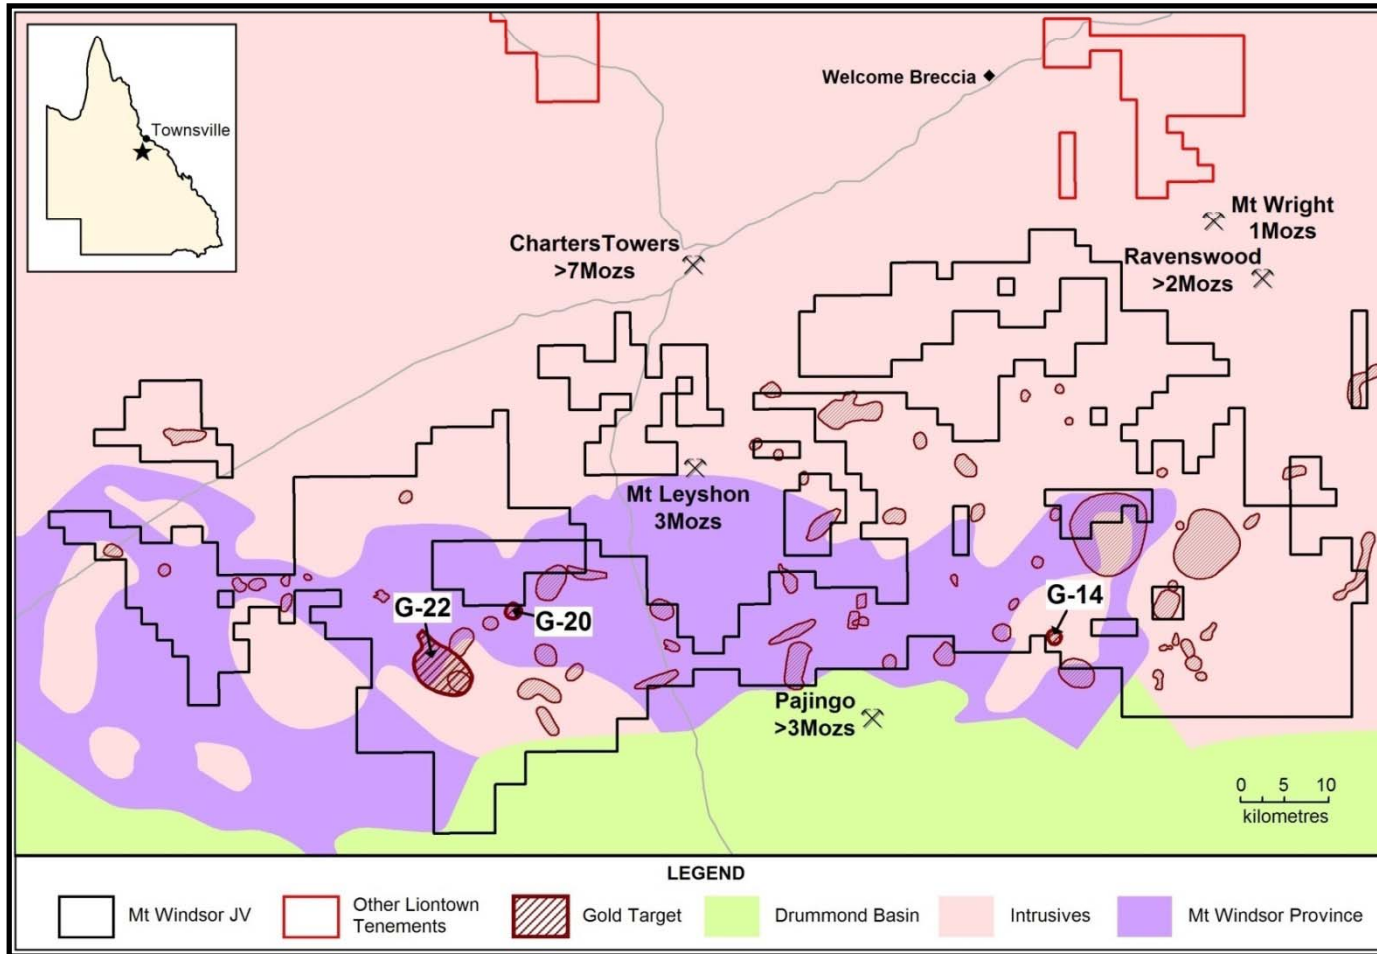 Townsville
Welcome Breccia
Mt Wright
1Mozs
ChartersTowers
>7Mozs
Ravenswood
>2Mozs
Mt Leyshon
3Mozs
G-22
G-20
G-14
Pajingo
>3Mozs
0 5 10
kilometres
LEGEND
Mt Windsor JV
Other Liontown
Tenements
Gold Target
Drummond Basin
Intrusives
Mt Windsor Province